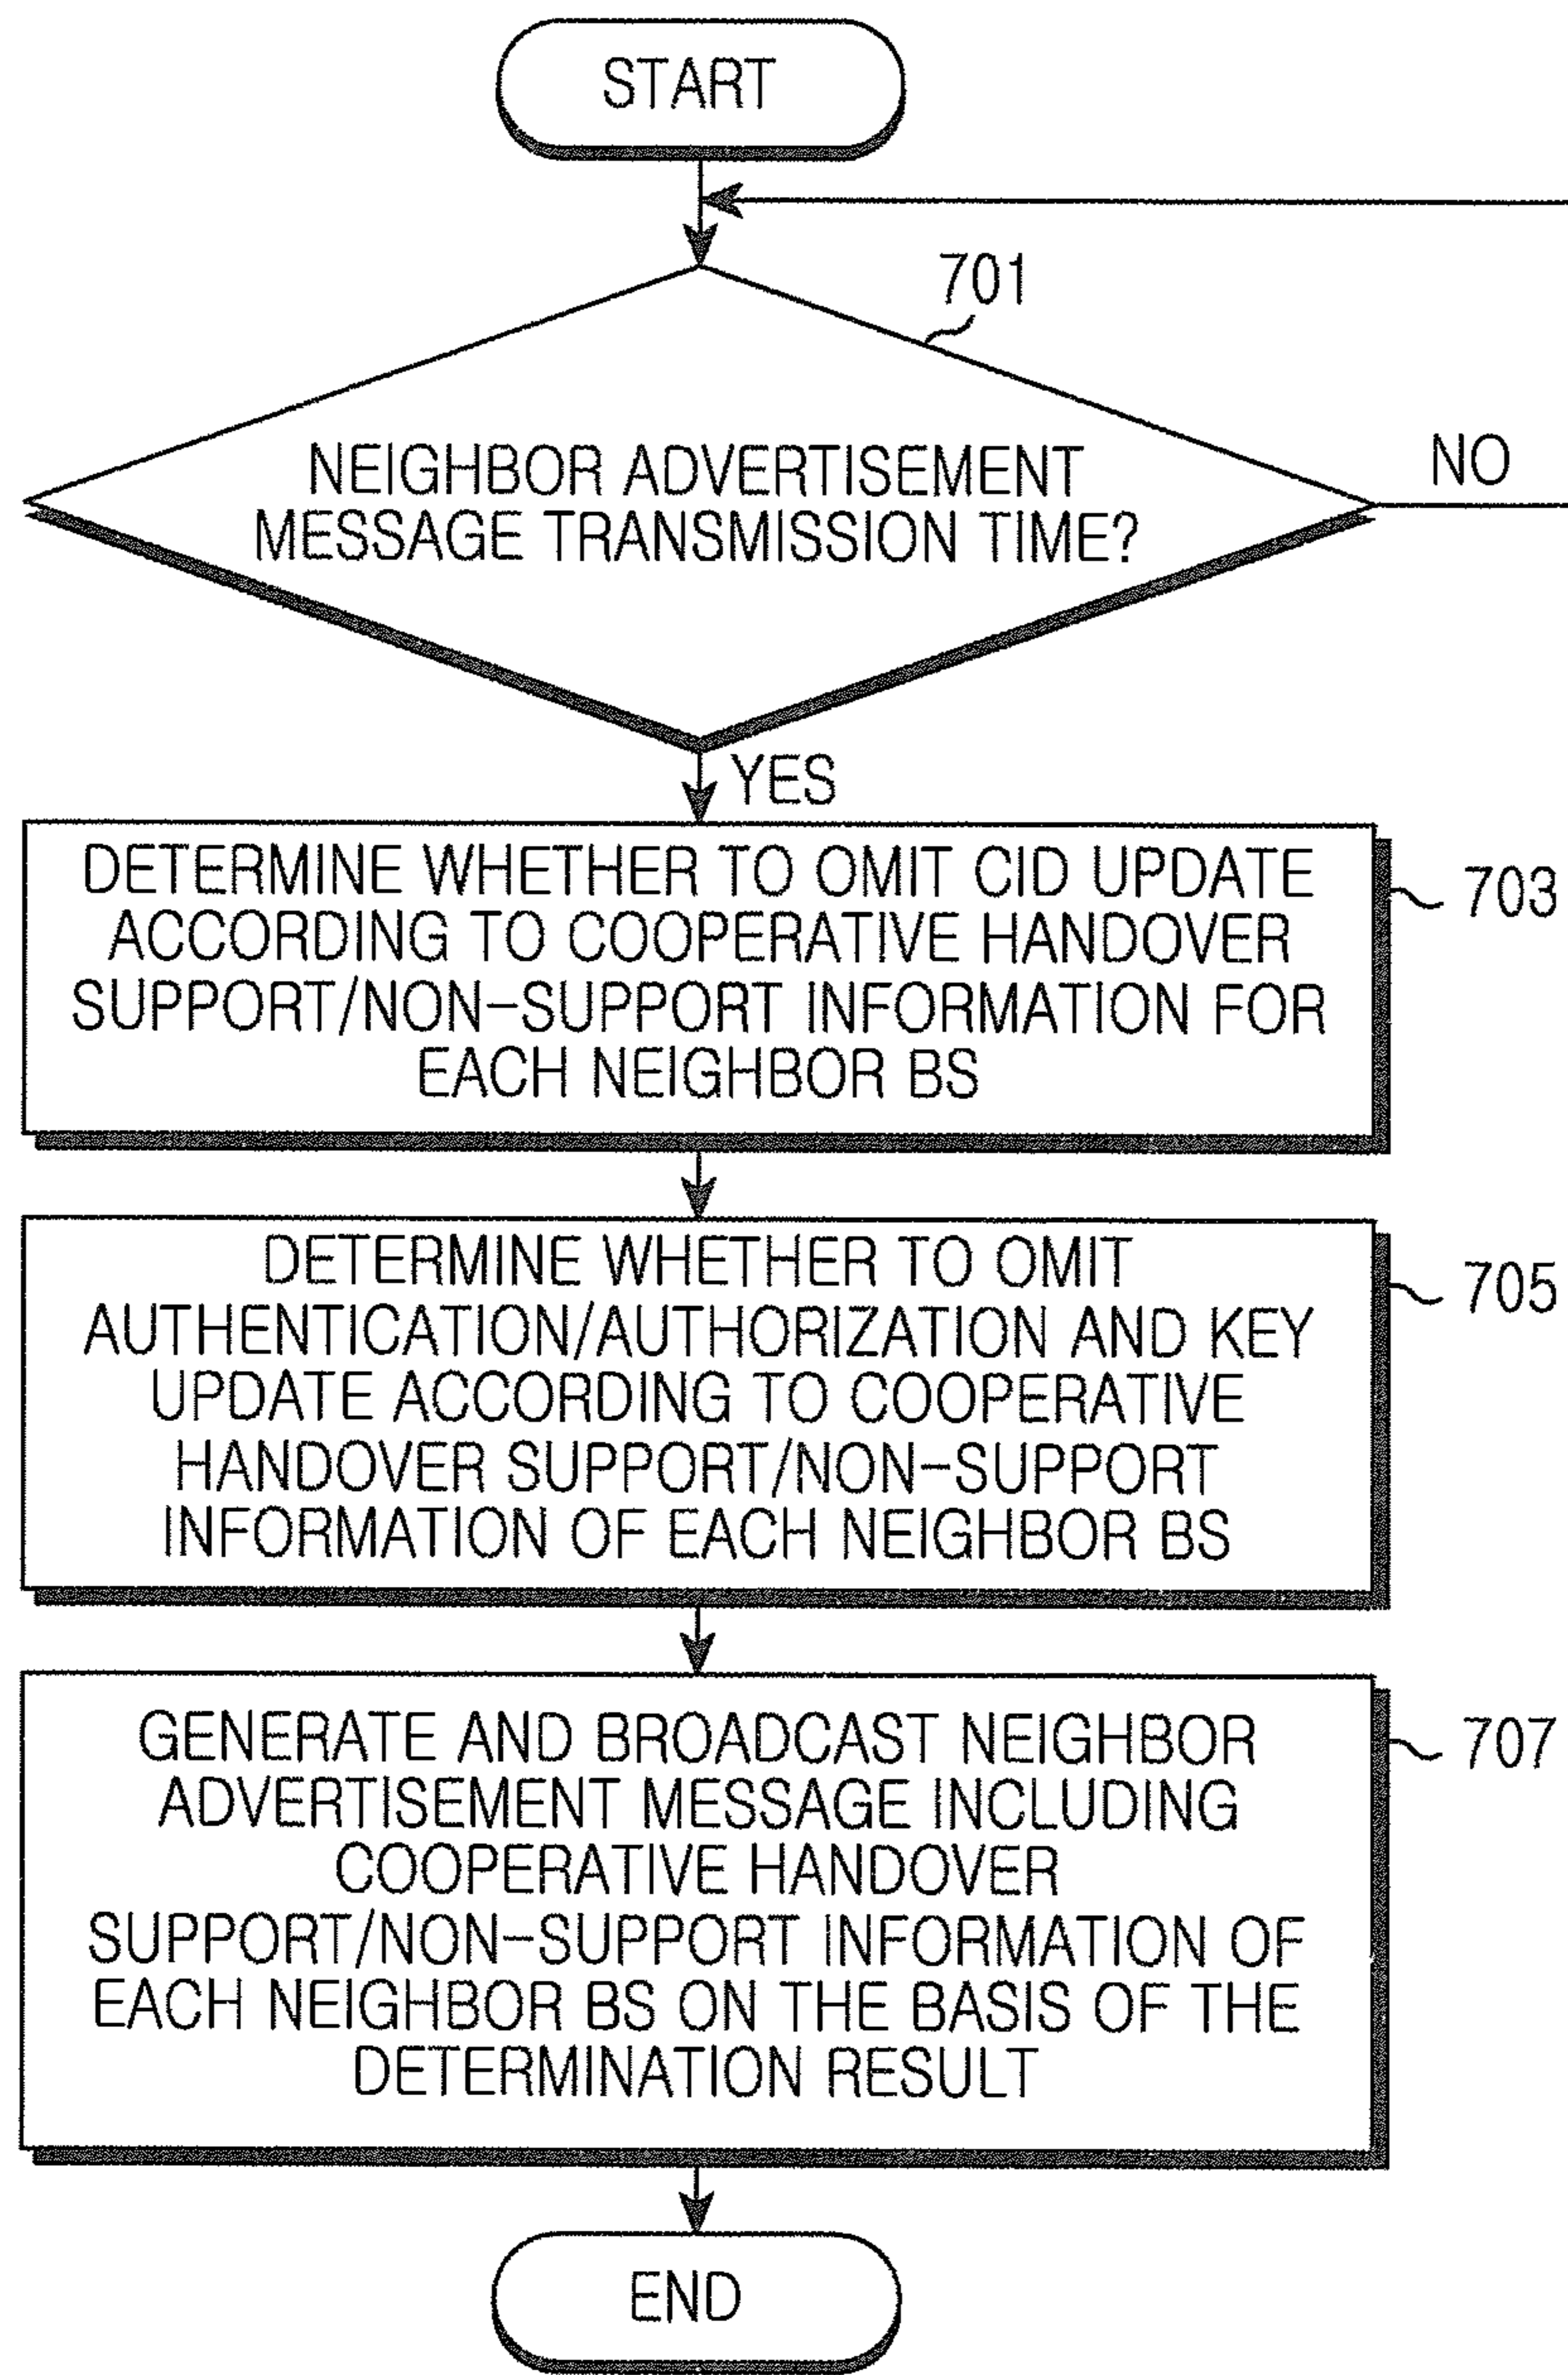 START
701
NEIGHBOR ADVERTISEMENT
MESSAGE TRANSMISSION TIME?
NO
YES
DETERMINE WHETHER TO OMIT CID UPDATE
ACCORDING TO COOPERATIVE HANDOVER
SUPPORT/NON-SUPPORT INFORMATION FOR
EACH NEIGHBOR BS
703
DETERMINE WHETHER TO OMIT
AUTHENTICATION/AUTHORIZATION AND KEY
UPDATE ACCORDING TO COOPERATIVE
HANDOVER SUPPORT/NON-SUPPORT
INFORMATION OF EACH NEIGHBOR BS
705
GENERATE AND BROADCAST NEIGHBOR
ADVERTISEMENT MESSAGE INCLUDING
COOPERATIVE HANDOVER
SUPPORT/NON-SUPPORT INFORMATION OF
EACH NEIGHBOR BS ON THE BASIS OF THE
DETERMINATION RESULT
707
END